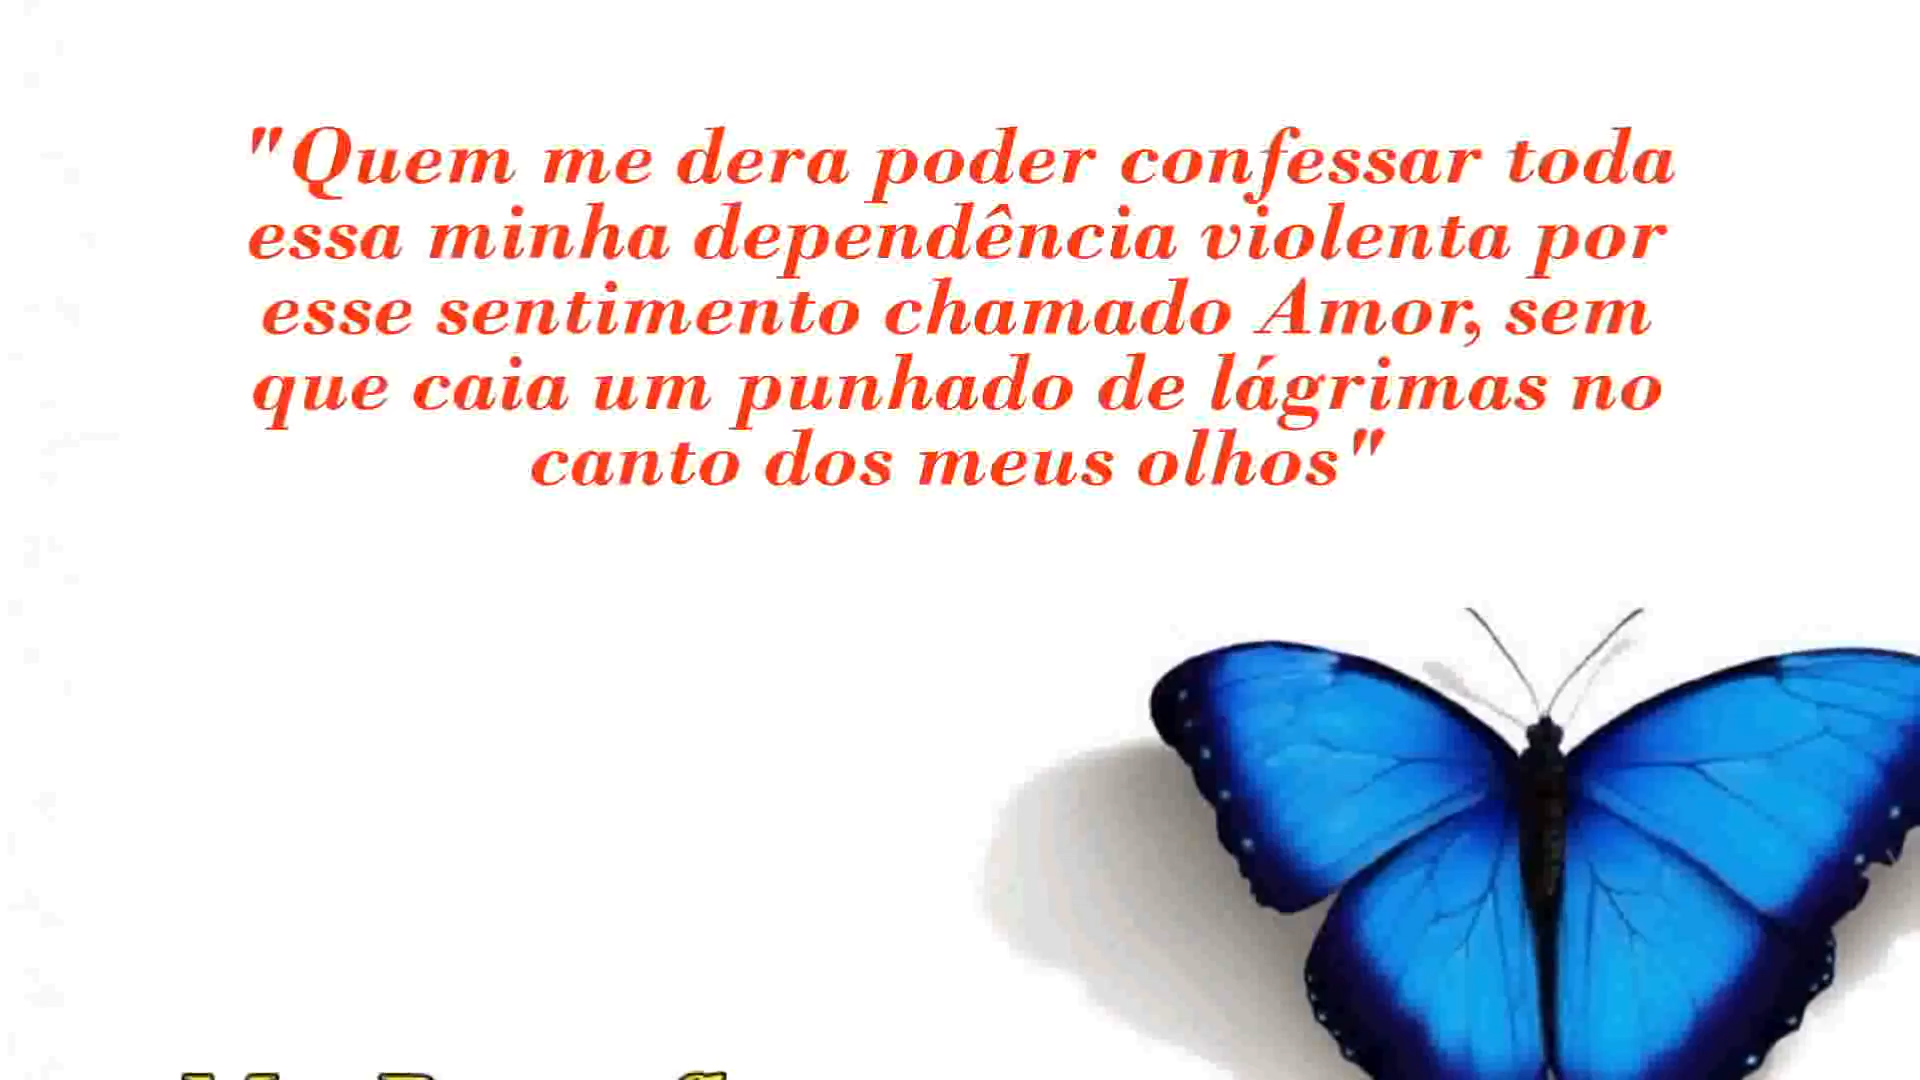 "Quem me dera poder confessar toda
essa minha dependência violenta por
esse sentimento chamado Amor, sem
que caia um punhado de lágrimas no
canto dos meus olhos"